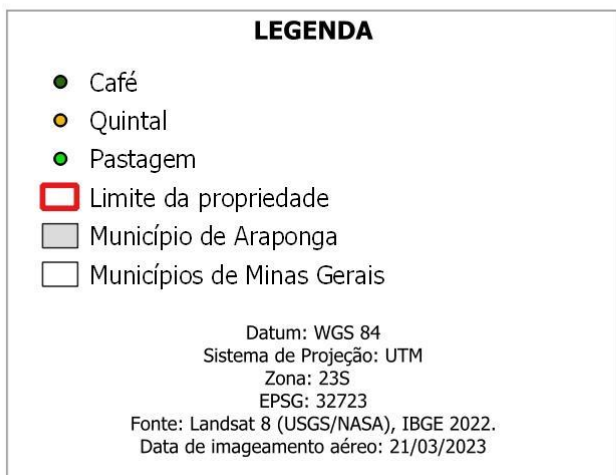 LEGENDA
Café
Quintal
Pastagem
Limite da propriedade
Município de Araponga
Municípios de Minas Gerais
Datum: WGS 84
Sistema de Projeção: UTM
Zona: 23S
EPSG: 32723
Fonte: Landsat 8 (USGS/NASA), IBGE 2022.
Data de imageamento aéreo: 21/03/2023